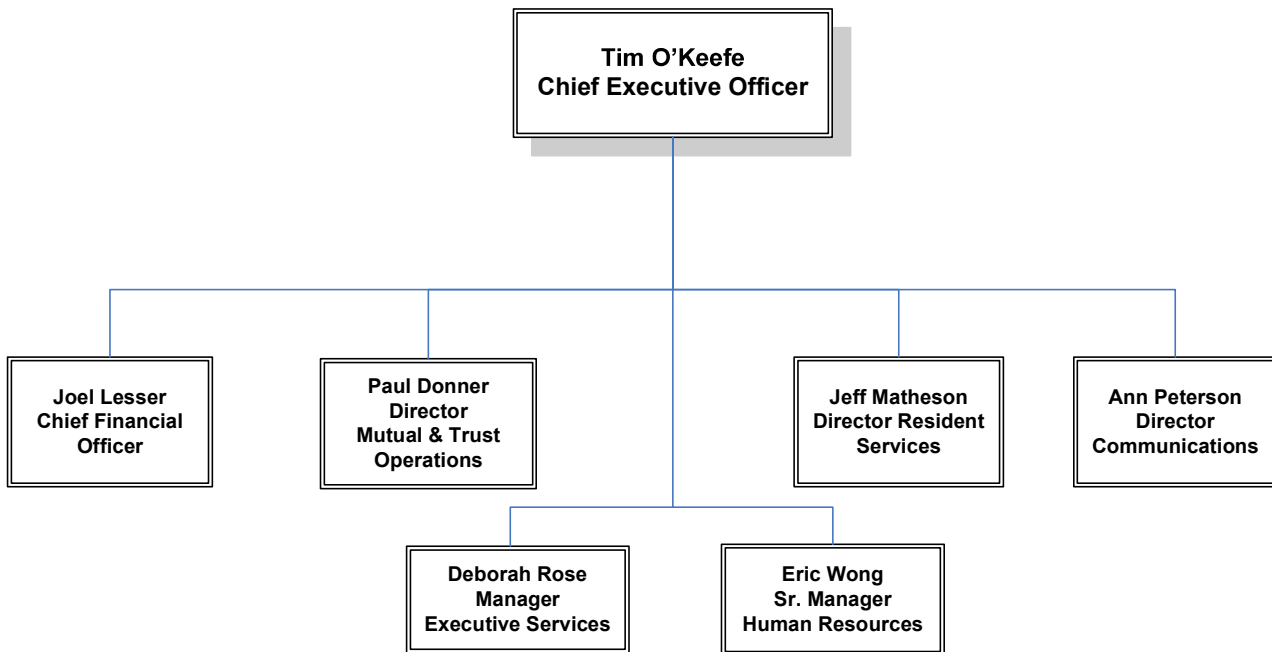 Tim O’Keefe
Chief Executive Officer
Joel Lesser
Chief Financial
Officer
Paul Donner
Director
Mutual & Trust
Operations
Jeff Matheson
Director Resident
Services
Ann Peterson
Director
Communications
Deborah Rose
Manager
Executive Services
Eric Wong
Sr. Manager
Human Resources